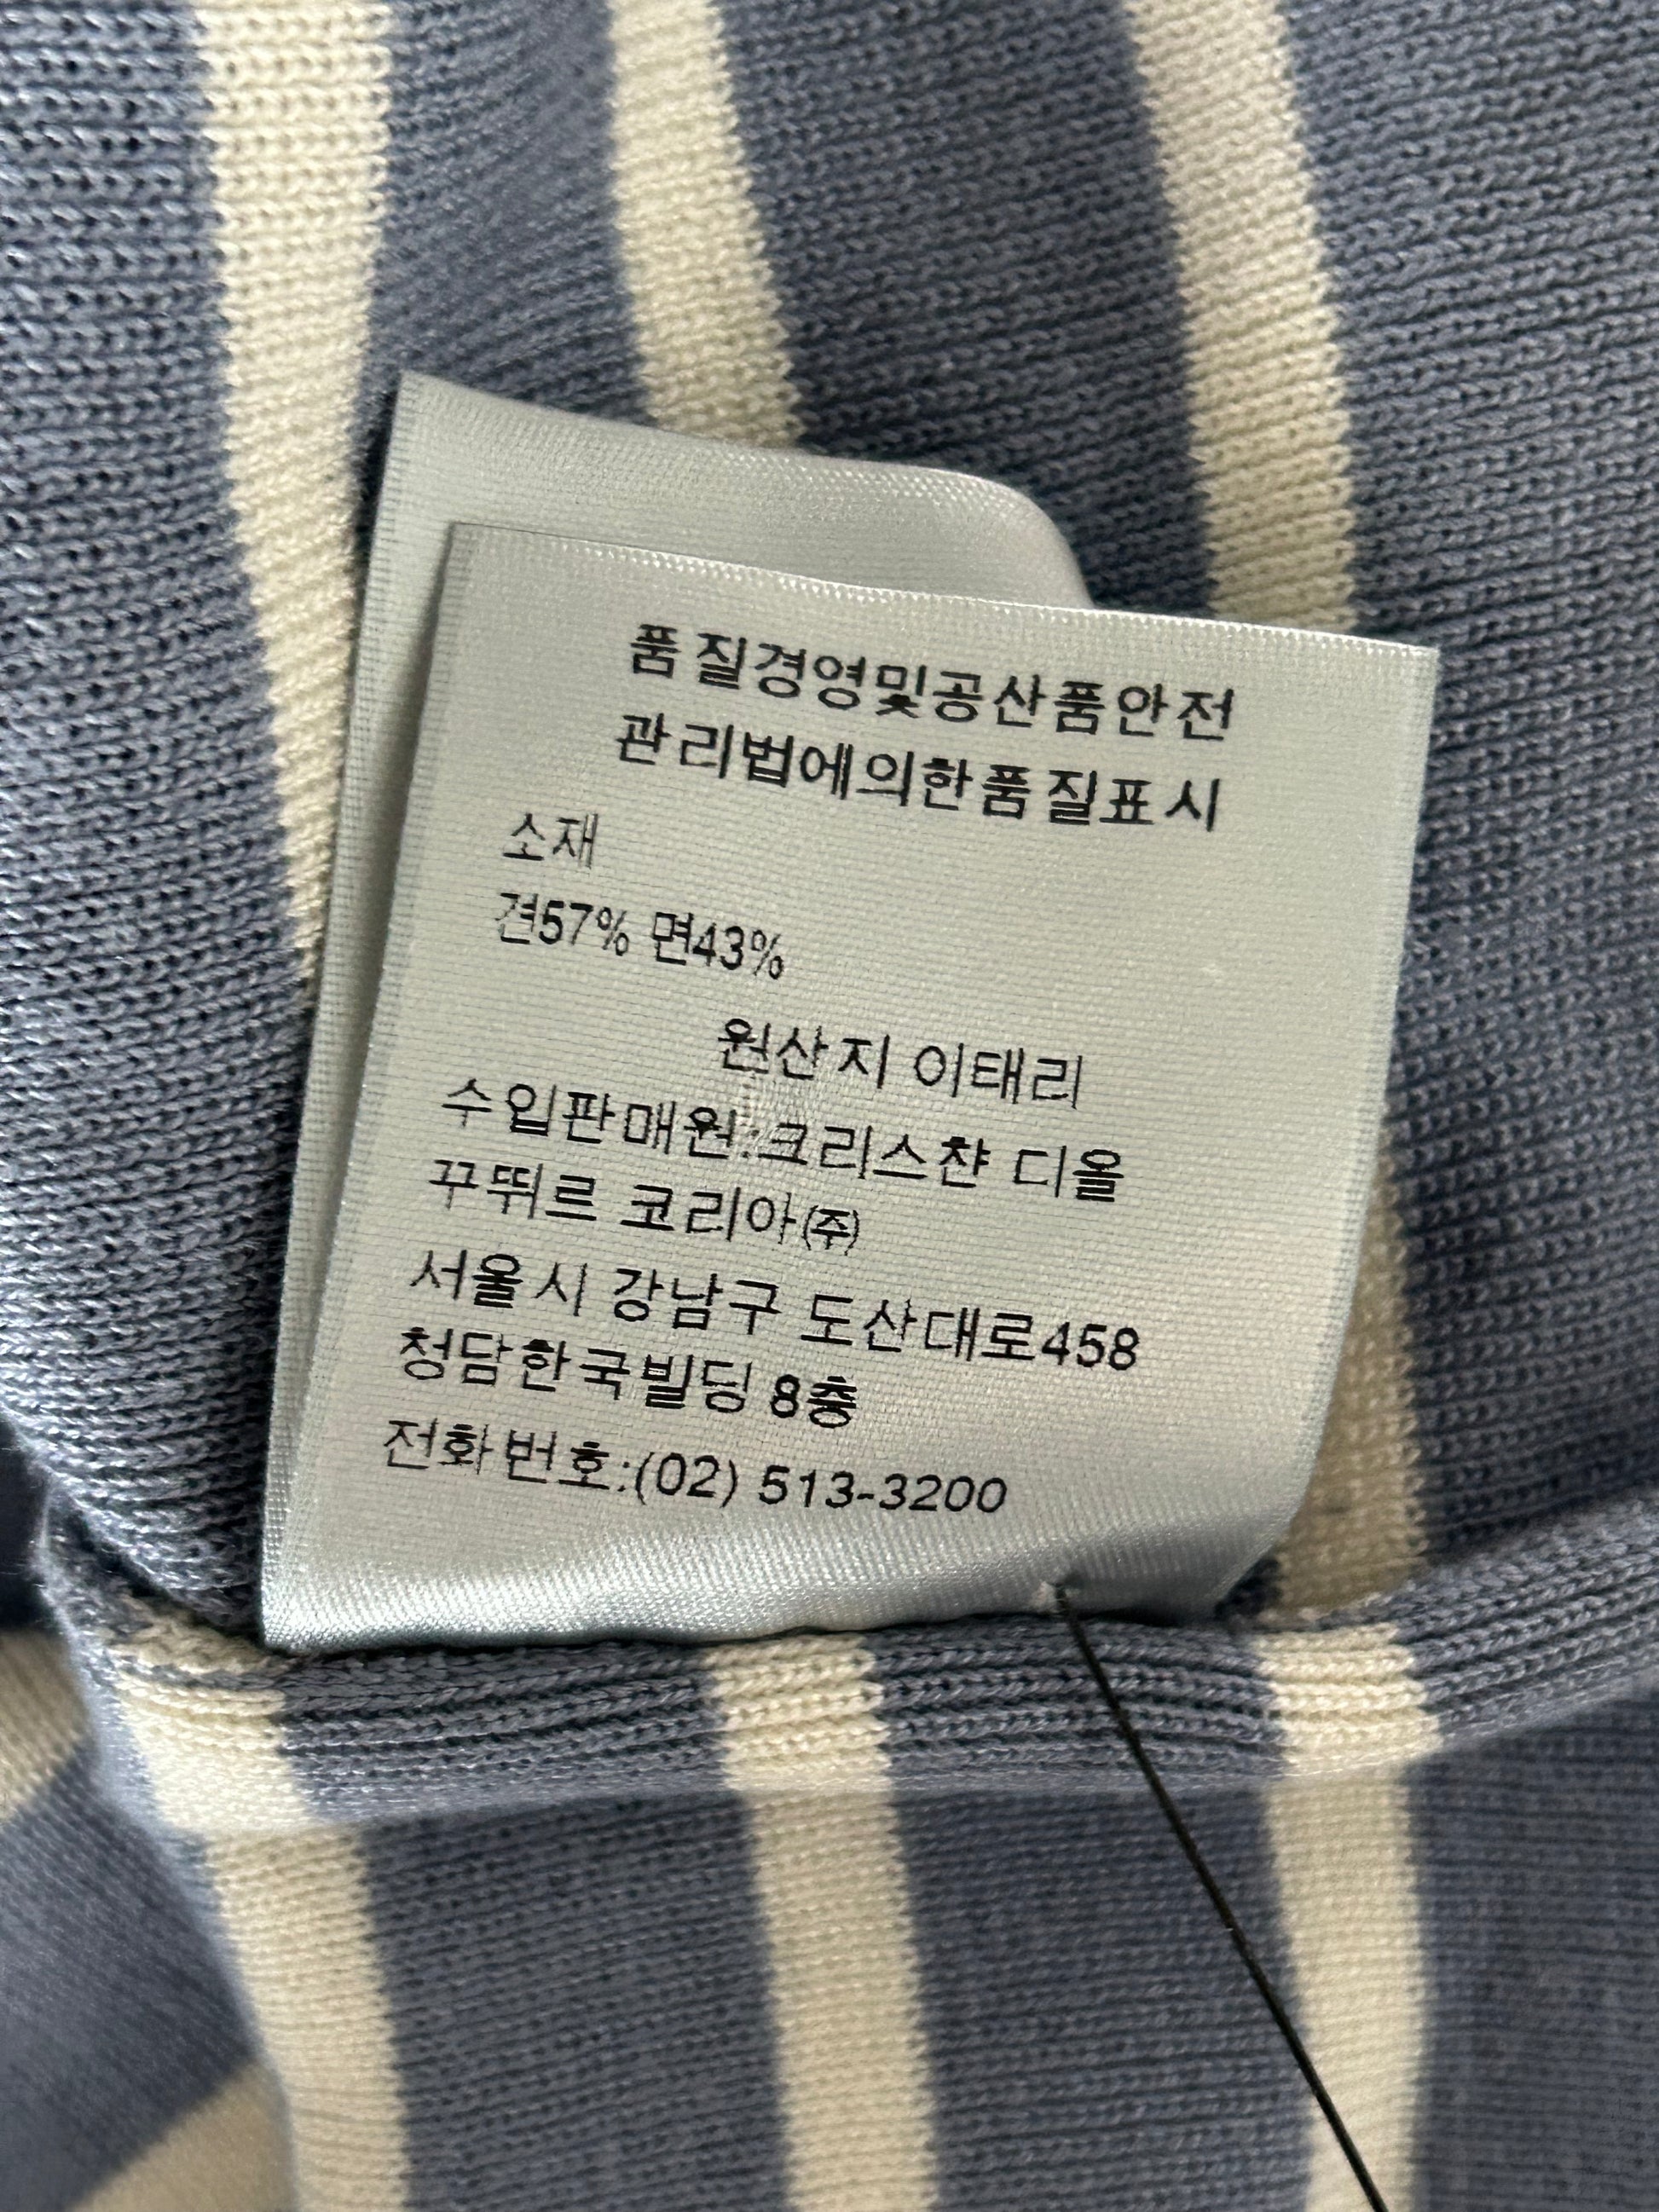 품질경영및공산품안전
관리법에의한품질표시
소재
견57% 면43%
원산지 이태리
수입판매원:크리스챤 디올
꾸뛰르 코리아(주)
서울시 강남구 도산대로458
청담한국빌딩 8층
전화번호:(02) 513-3200